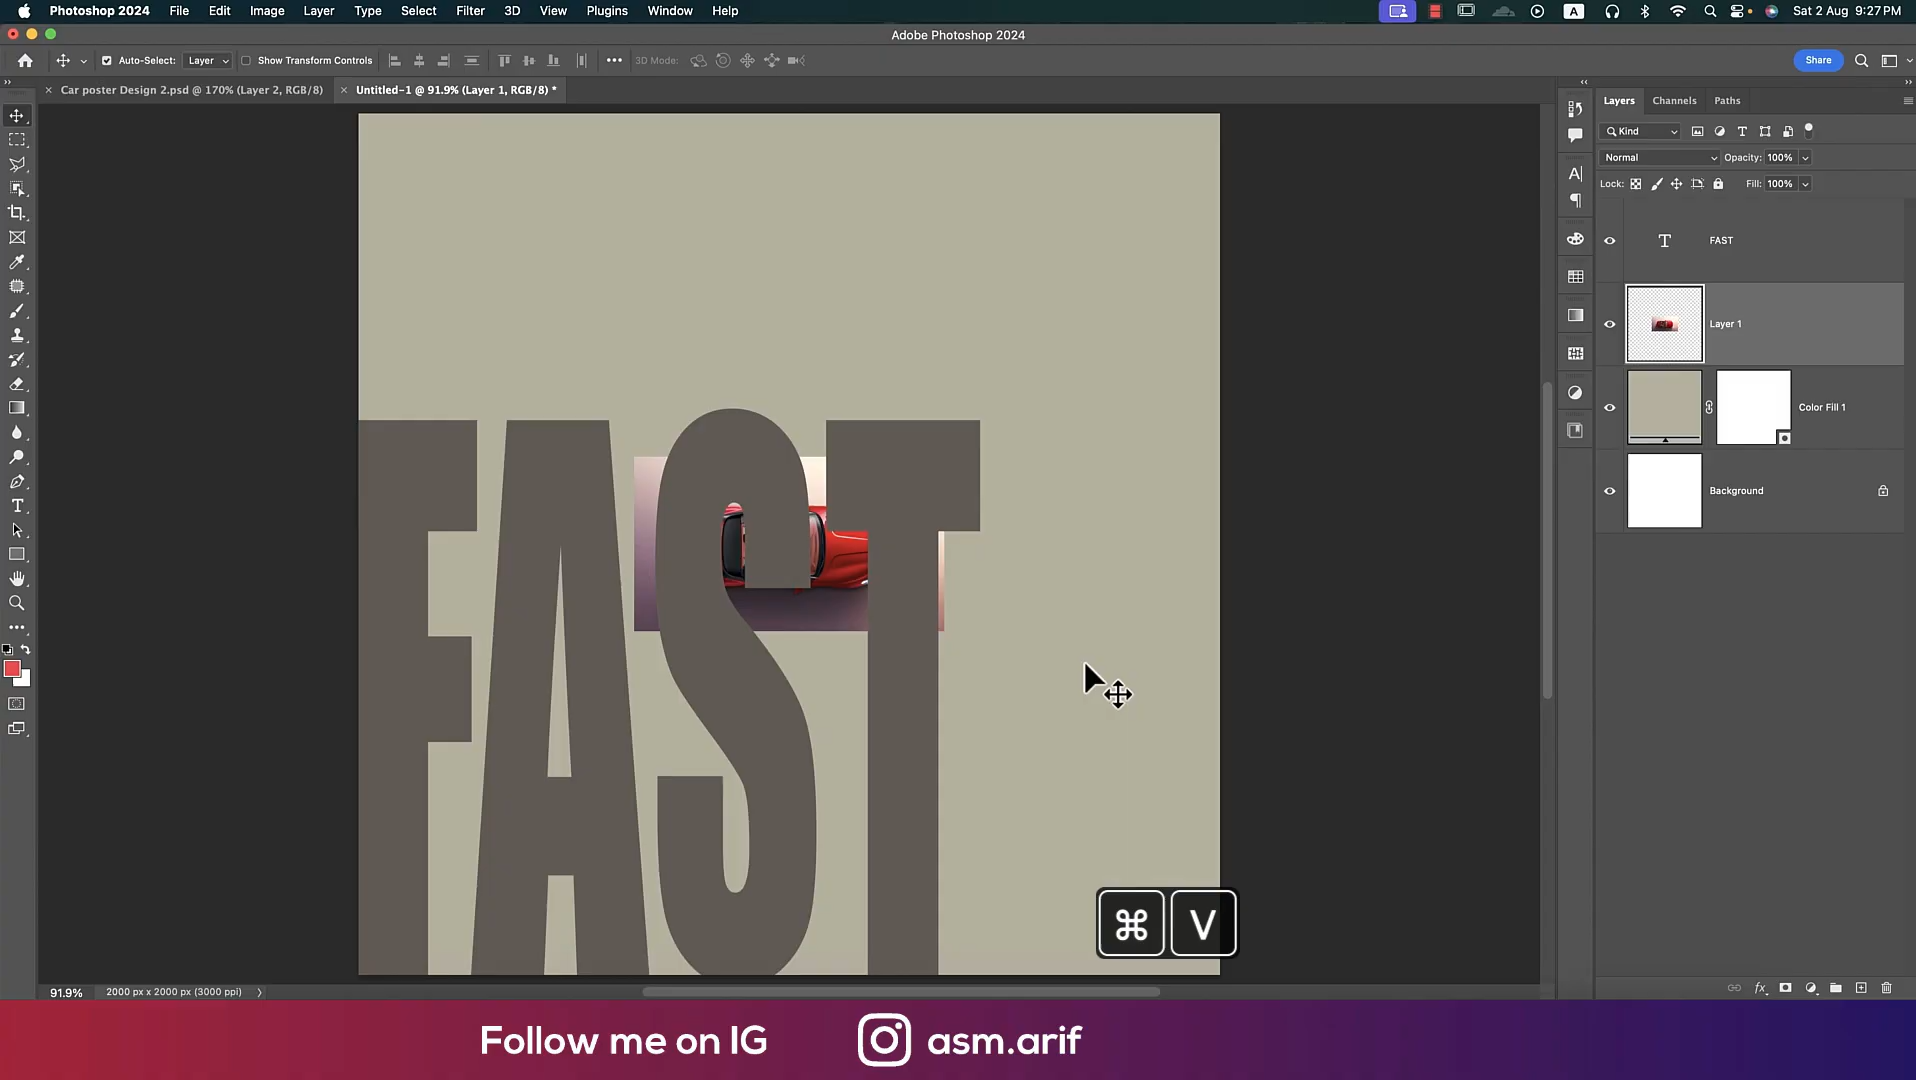 Photoshop 2024 File Edit Image Layer Type Select Filter 3D View Plugins Window Help A Sat 2 Aug 9:27PM
Adobe Photoshop 2024
Auto-Select: Layer Show Transform Controls 3D Mode: Share
Car poster Design 2.psd @ 170% (Layer 2, RGB/8) Untitled-1 @ 91.9% (Layer 1, RGB/8) *
Layers Channels Paths
Kind
Normal Opacity: 100%
Lock: Fill: 100%
FAST
Layer 1
Color Fill 1
Background
FAST
⌘ V
91.9% 2000 px x 2000 px (3000 ppi)
Follow me on IG asm.arif